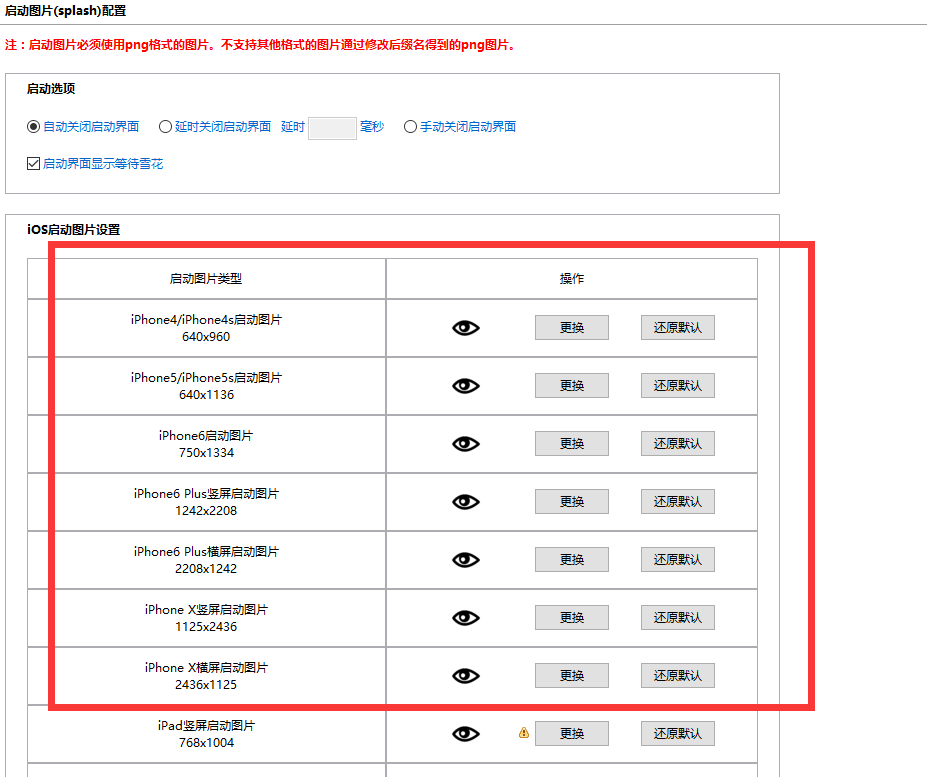 启动图片(splash)配置
注：启动图片必须使用png格式的图片。不支持其他格式的图片通过修改后缀名得到的png图片。
启动选项
自动关闭启动界面 延时关闭启动界面 延时 毫秒 手动关闭启动界面
启动界面显示等待雪花
iOS启动图片设置
启动图片类型 操作
iPhone4/iPhone4s启动图片
640x960
更换 还原默认
iPhone5/iPhone5s启动图片
640x1136
更换 还原默认
iPhone6启动图片
750x1334
更换 还原默认
iPhone6 Plus竖屏启动图片
1242x2208
更换 还原默认
iPhone6 Plus横屏启动图片
2208x1242
更换 还原默认
iPhone X竖屏启动图片
1125x2436
更换 还原默认
iPhone X横屏启动图片
2436x1125
更换 还原默认
iPad竖屏启动图片
768x1004
更换 还原默认